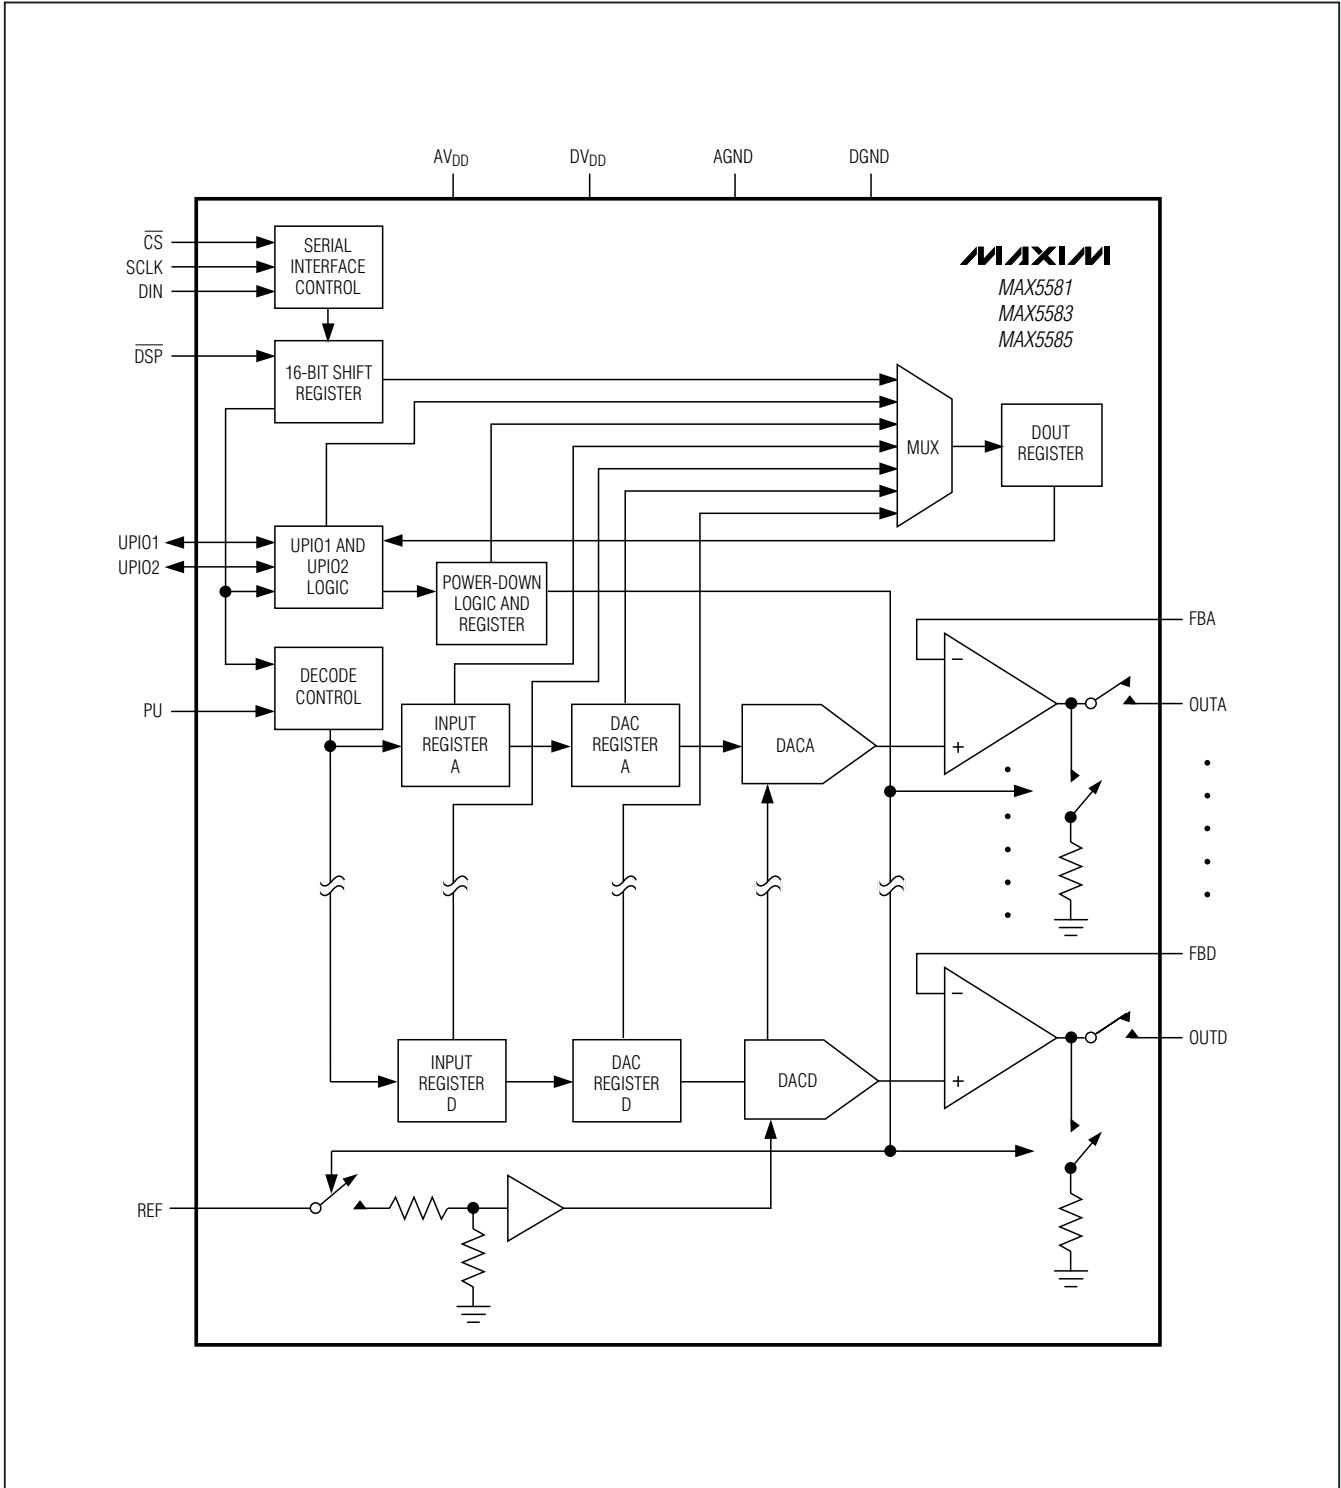 AVDD DVDD AGND DGND
CS
SCLK
DIN
SERIAL
INTERFACE
CONTROL
MAXIM
MAX5581
MAX5583
MAX5585
DSP
16-BIT SHIFT
REGISTER
MUX
DOUT
REGISTER
UPIO1
UPIO2
UPIO1 AND
UPIO2
LOGIC
POWER-DOWN
LOGIC AND
REGISTER
FBA
DECODE
CONTROL
PU
INPUT
REGISTER
A
DAC
REGISTER
A
DACA
−
+
OUTA
FBD
INPUT
REGISTER
D
DAC
REGISTER
D
DACD
−
+
OUTD
REF